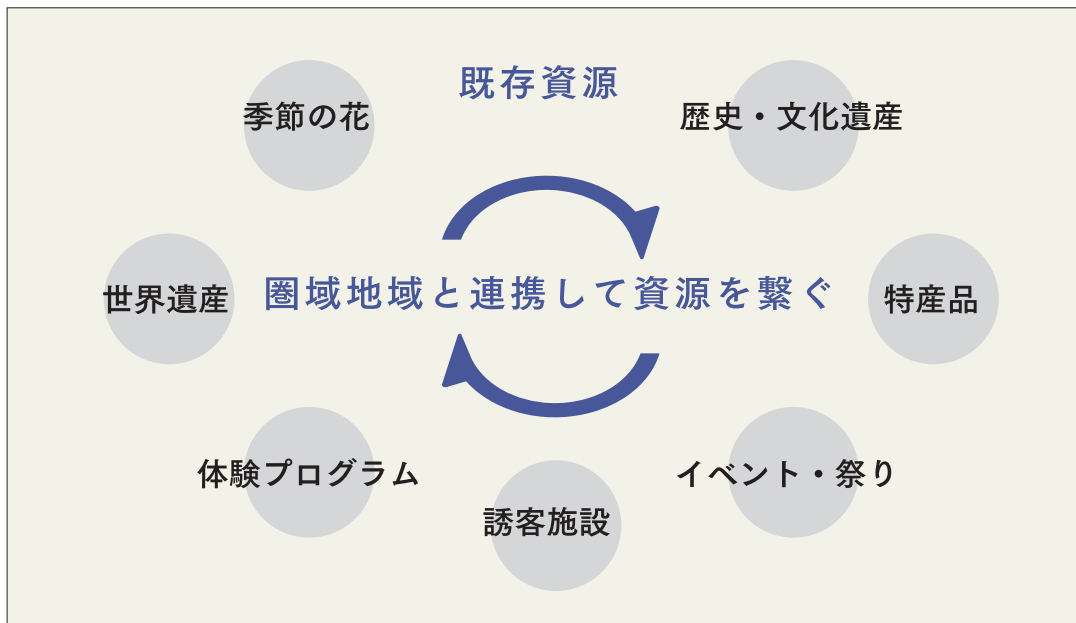 既存資源
季節の花
歴史・文化遺産
世界遺産
圏域地域と連携して資源を繋ぐ
特産品
体験プログラム
イベント・祭り
誘客施設